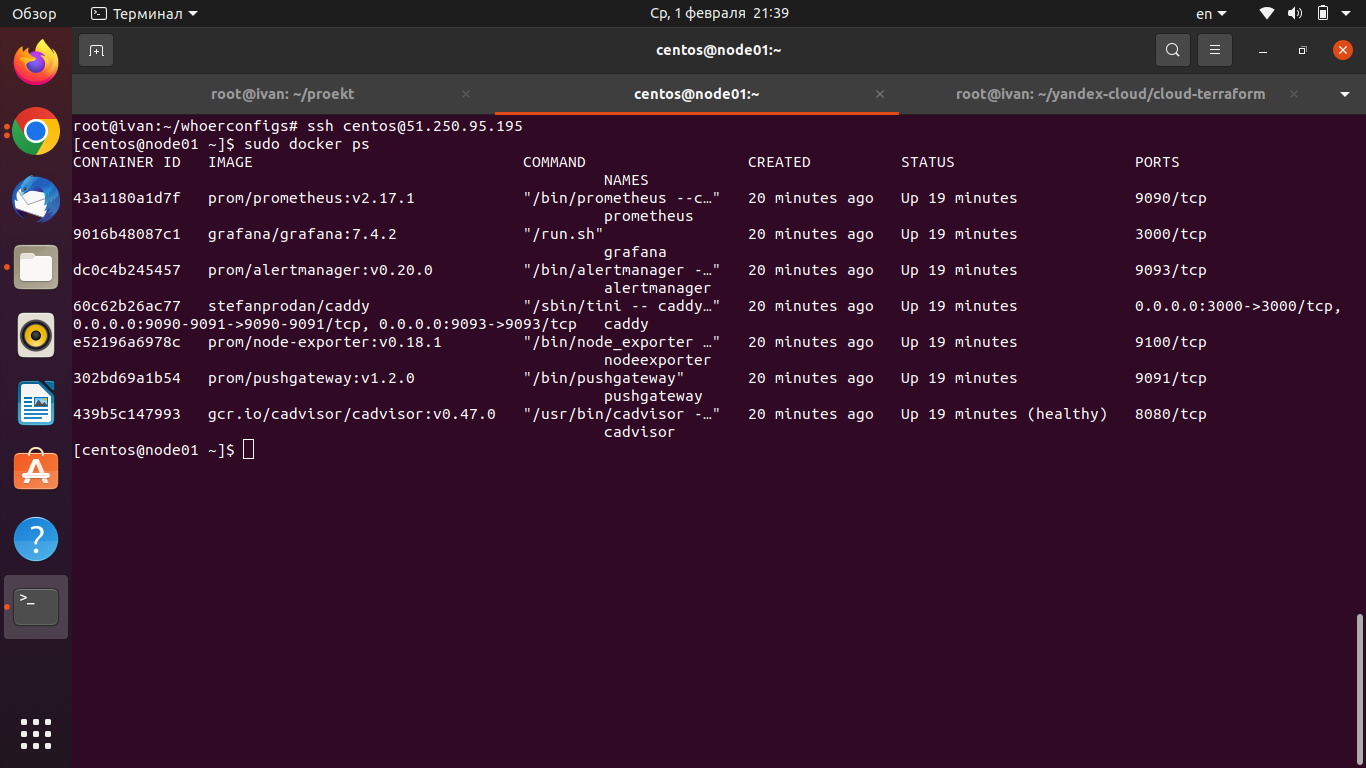 Обзор
Терминал
Ср, 1 февраля 21:39
en
centos@node01:~
root@ivan: ~/proekt
centos@node01:~
root@ivan: ~/yandex-cloud/cloud-terraform
root@ivan:~/whoerconfigs# ssh centos@51.250.95.195
[centos@node01 ~]$ sudo docker ps
CONTAINER ID   IMAGE                              COMMAND                  CREATED          STATUS                    PORTS
NAMES
43a1180a1d7f   prom/prometheus:v2.17.1            "/bin/prometheus --c…"   20 minutes ago   Up 19 minutes             9090/tcp
prometheus
9016b48087c1   grafana/grafana:7.4.2              "/run.sh"                20 minutes ago   Up 19 minutes             3000/tcp
grafana
dc0c4b245457   prom/alertmanager:v0.20.0          "/bin/alertmanager -…"   20 minutes ago   Up 19 minutes             9093/tcp
alertmanager
60c62b26ac77   stefanprodan/caddy                 "/sbin/tini -- caddy…"   20 minutes ago   Up 19 minutes             0.0.0.0:3000->3000/tcp,
0.0.0.0:9090-9091->9090-9091/tcp, 0.0.0.0:9093->9093/tcp   caddy
e52196a6978c   prom/node-exporter:v0.18.1         "/bin/node_exporter …"   20 minutes ago   Up 19 minutes             9100/tcp
nodeexporter
302bd69a1b54   prom/pushgateway:v1.2.0            "/bin/pushgateway"       20 minutes ago   Up 19 minutes             9091/tcp
pushgateway
439b5c147993   gcr.io/cadvisor/cadvisor:v0.47.0   "/usr/bin/cadvisor -…"   20 minutes ago   Up 19 minutes (healthy)   8080/tcp
cadvisor
[centos@node01 ~]$